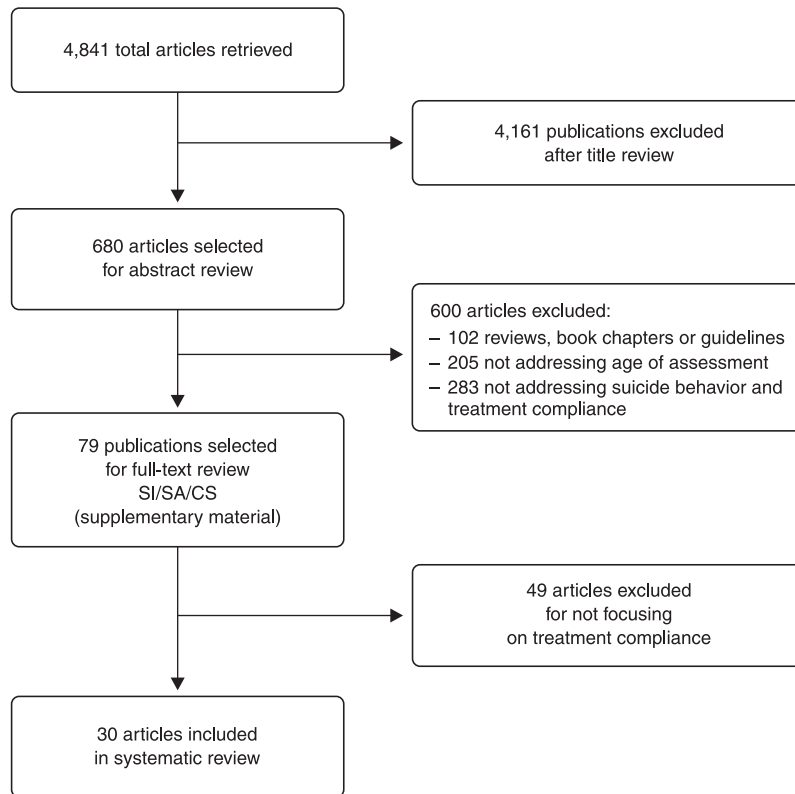 4,841 total articles retrieved
4,161 publications excluded
after title review
680 articles selected
for abstract review
600 articles excluded:
– 102 reviews, book chapters or guidelines
– 205 not addressing age of assessment
– 283 not addressing suicide behavior and
treatment compliance
79 publications selected
for full-text review
SI/SA/CS
(supplementary material)
49 articles excluded
for not focusing
on treatment compliance
30 articles included
in systematic review